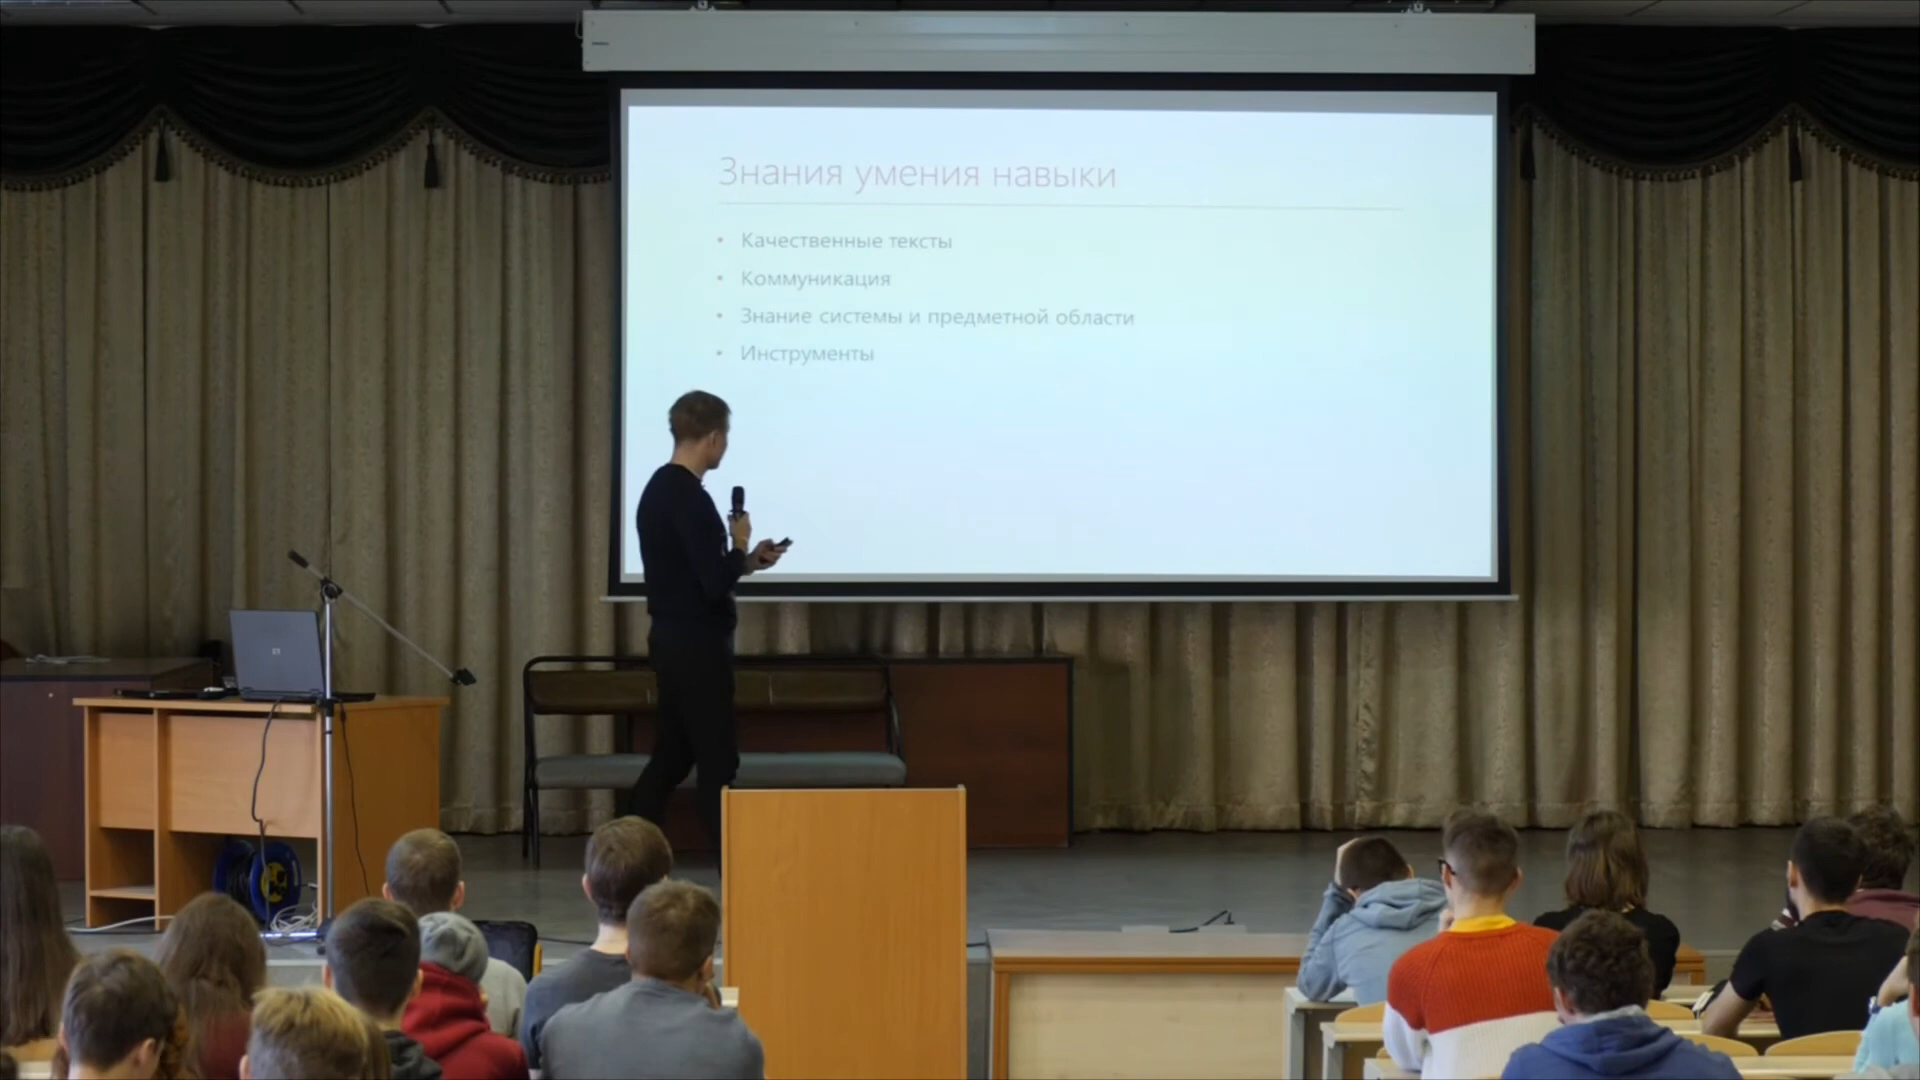 Знания умения навыки
• Качественные тексты
• Коммуникация
• Знание системы и предметной области
• Инструменты